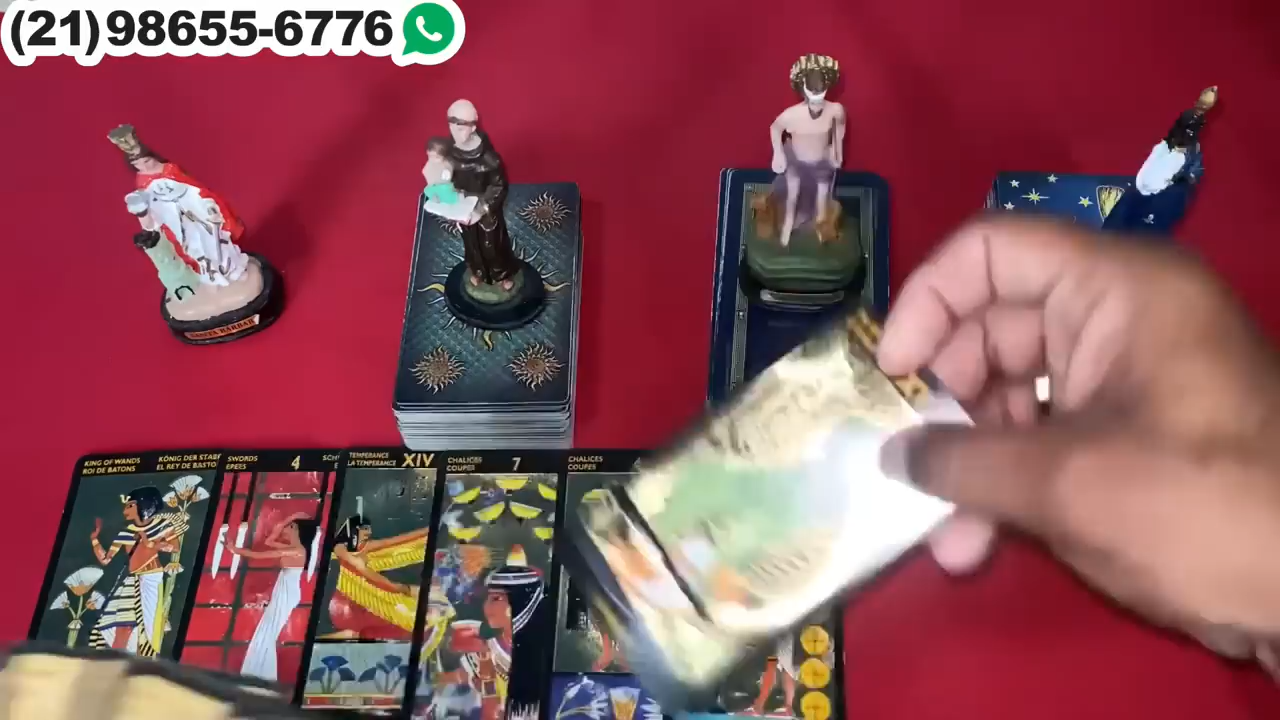 (21)98655-6776
SANTA BARBAR
KING OF WANDS
ROI DE BATONS
KÖNIG DER STABE
EL REY DE BASTO
SWORDS
EPEES
4
TEMPERANCE
LA TEMPERANCE
XIV
CHALICES
COUPES
7
CHALICES
COUPES